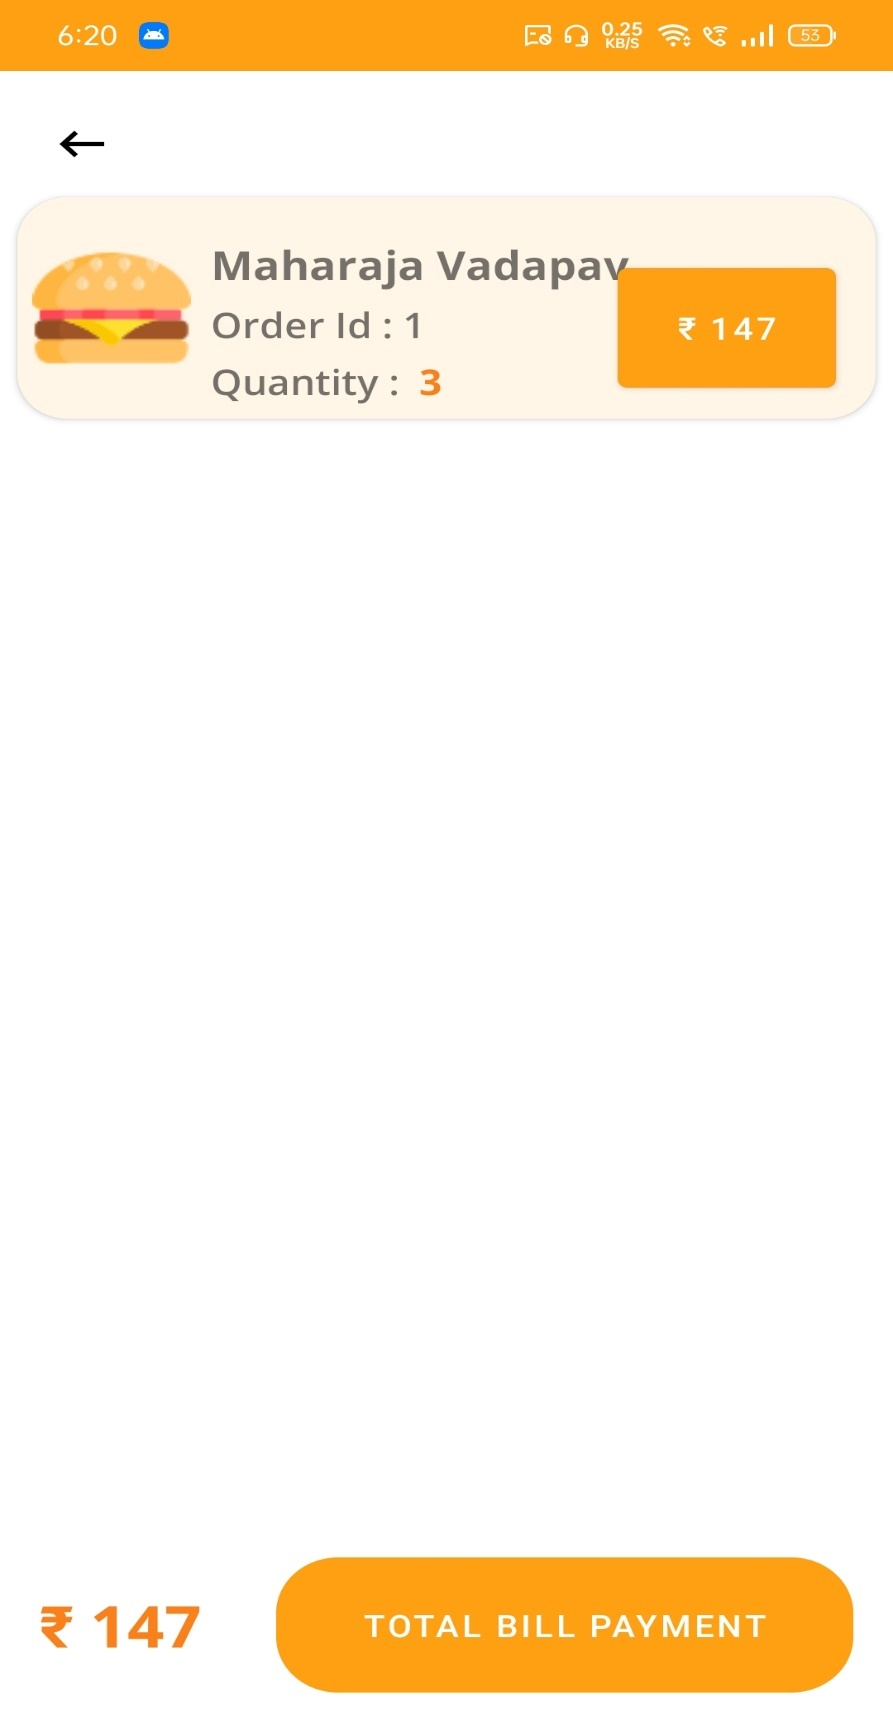 6:20
0.25
KB/S
53
Maharaja Vadapav
Order Id : 1
Quantity : 3
₹ 147
₹ 147
TOTAL BILL PAYMENT